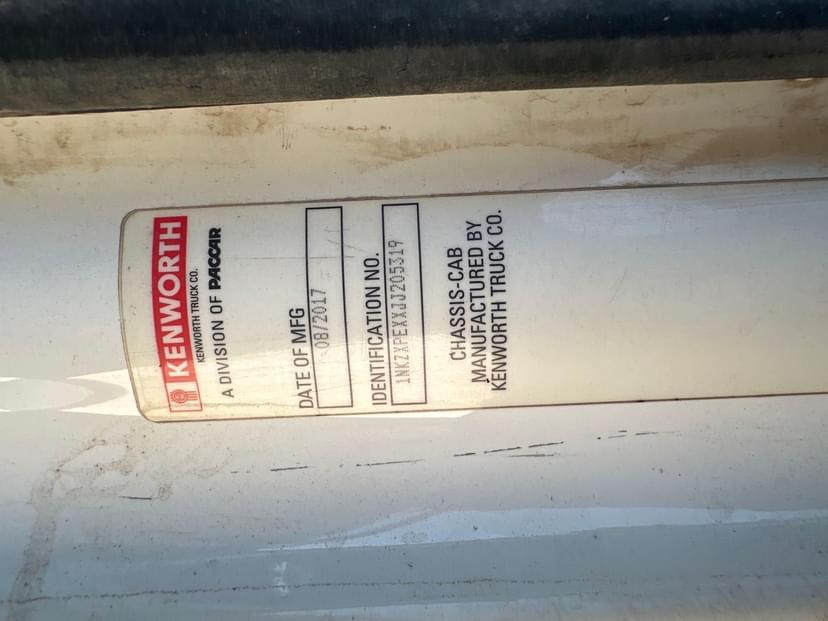 KENWORTH
KENWORTH TRUCK CO.
A DIVISION OF PACCAR
DATE OF MFG
08/2017
IDENTIFICATION NO.
1NKZXPEXXJJ205319
CHASSIS-CAB
MANUFACTURED BY
KENWORTH TRUCK CO.